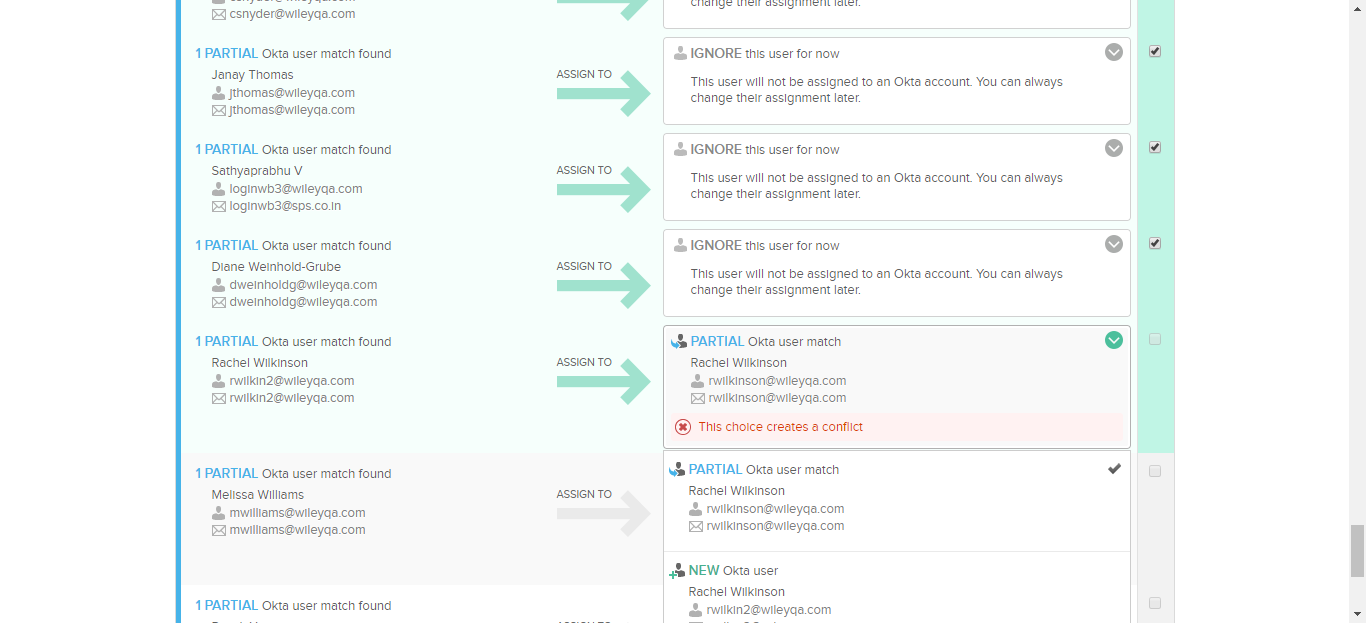 csnyder@wileyqa.com
change their assignment later.
1 PARTIAL Okta user match found
Janay Thomas
jthomas@wileyqa.com
jthomas@wileyqa.com
ASSIGN TO
IGNORE this user for now
This user will not be assigned to an Okta account. You can always
change their assignment later.
1 PARTIAL Okta user match found
Sathyaprabhu V
loginwb3@wileyqa.com
loginwb3@sps.co.in
ASSIGN TO
IGNORE this user for now
This user will not be assigned to an Okta account. You can always
change their assignment later.
1 PARTIAL Okta user match found
Diane Weinhold-Grube
dweinholdg@wileyqa.com
dweinholdg@wileyqa.com
ASSIGN TO
IGNORE this user for now
This user will not be assigned to an Okta account. You can always
change their assignment later.
1 PARTIAL Okta user match found
Rachel Wilkinson
rwilkin2@wileyqa.com
rwilkin2@wileyqa.com
ASSIGN TO
PARTIAL Okta user match
Rachel Wilkinson
rwilkinson@wileyqa.com
rwilkinson@wileyqa.com
This choice creates a conflict
1 PARTIAL Okta user match found
Melissa Williams
mwilliams@wileyqa.com
mwilliams@wileyqa.com
ASSIGN TO
PARTIAL Okta user match
Rachel Wilkinson
rwilkinson@wileyqa.com
rwilkinson@wileyqa.com
NEW Okta user
Rachel Wilkinson
rwilkin2@wileyqa.com
1 PARTIAL Okta user match found